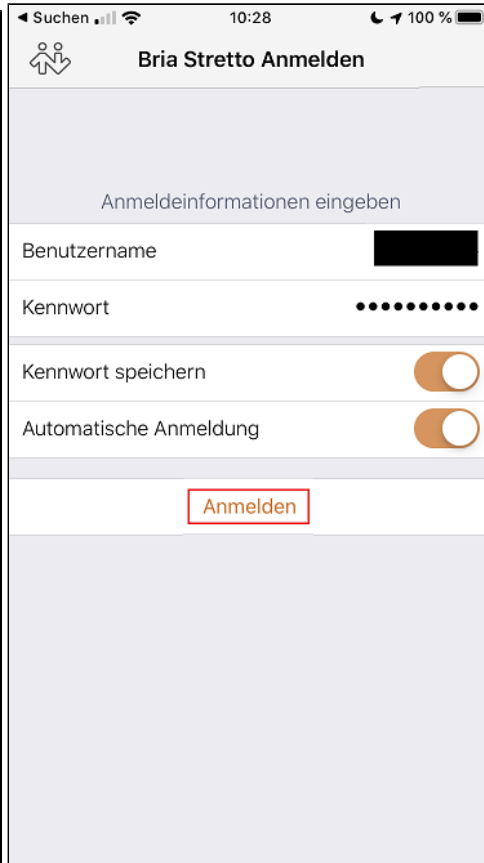 Suchen 10:28 100 %
Bria Stretto Anmelden
Anmeldeinformationen eingeben
Benutzername
Kennwort ••••••••••
Kennwort speichern
Automatische Anmeldung
Anmelden